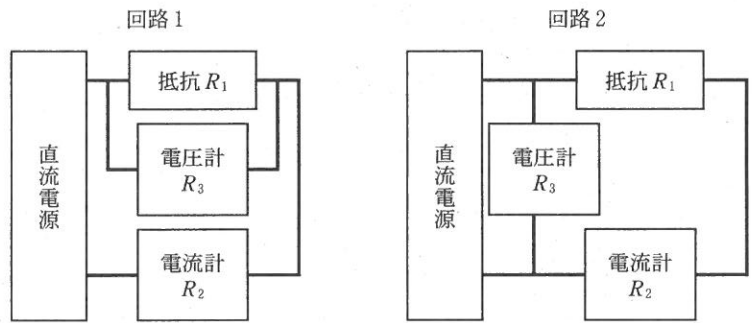 回路1
直流電源
抵抗 R₁
電圧計
R₃
電流計
R₂
回路2
直流電源
抵抗 R₁
電圧計
R₃
電流計
R₂